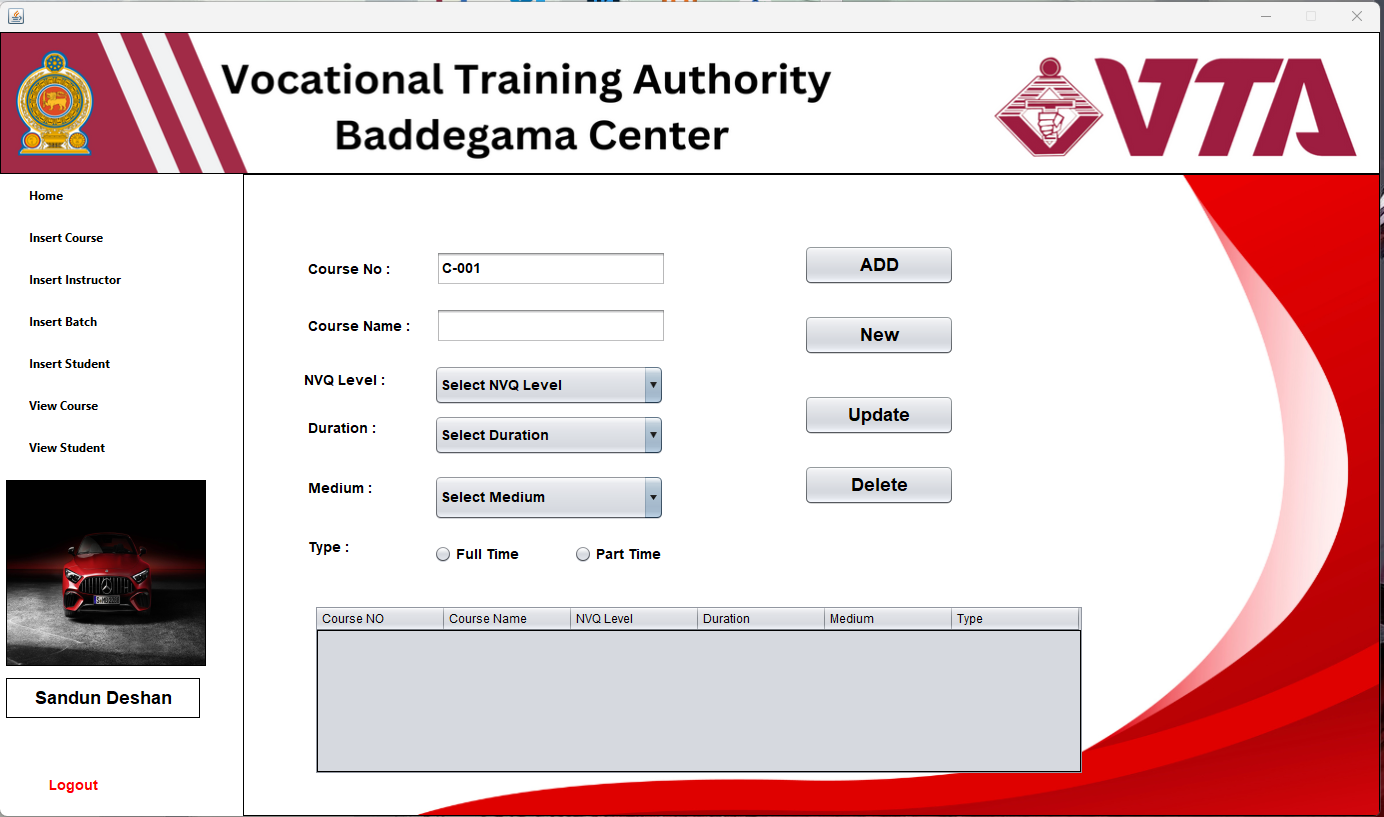 Vocational Training Authority
Baddegama Center
VTA
Home
Insert Course
Insert Instructor
Insert Batch
Insert Student
View Course
View Student
Sandun Deshan
Logout
Course No :
C-001
Course Name :
NVQ Level :
Select NVQ Level
Duration :
Select Duration
Medium :
Select Medium
Type :
Full Time
Part Time
ADD
New
Update
Delete
Course NO Course Name NVQ Level Duration Medium Type